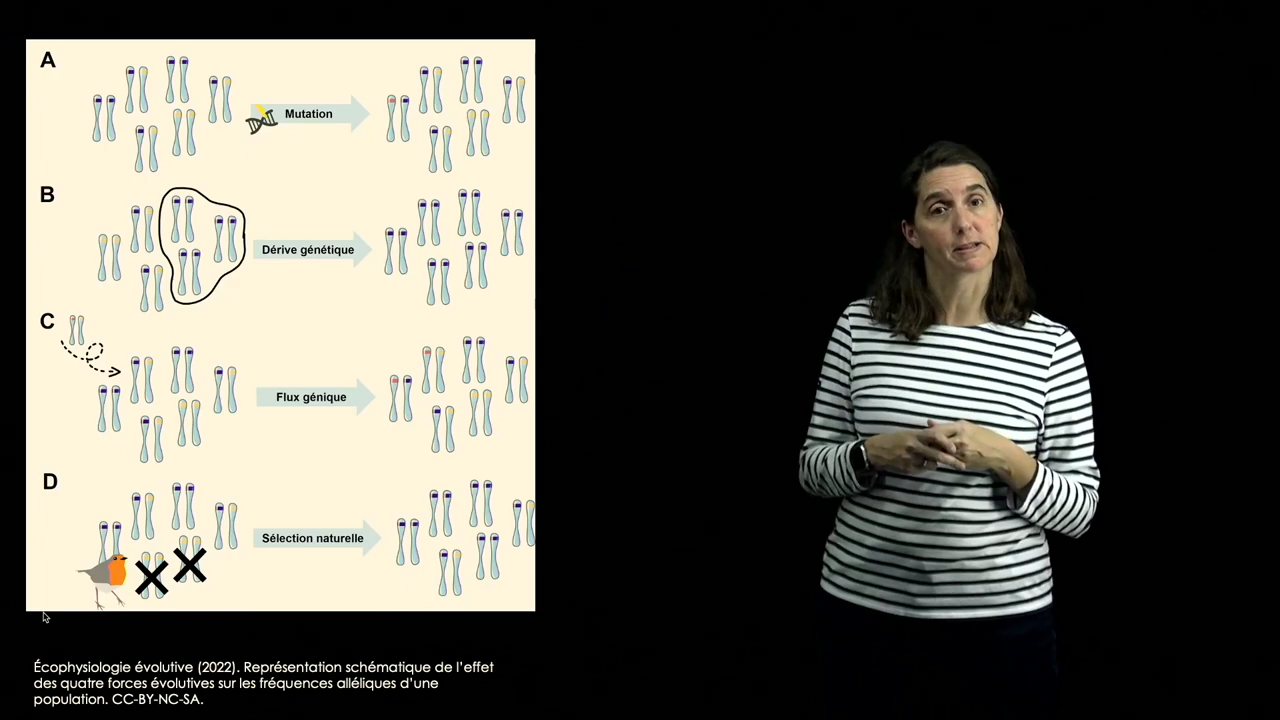 A
Mutation
B
Dérive génétique
C
Flux génique
D
Sélection naturelle
Écophysiologie évolutive (2022). Représentation schématique de l'effet
des quatre forces évolutives sur les fréquences alléliques d'une
population. CC-BY-NC-SA.